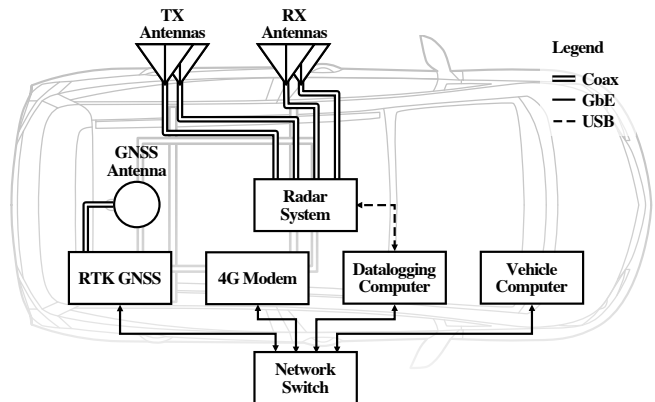 TX
Antennas
RX
Antennas
Legend
Coax
GbE
USB
GNSS
Antenna
Radar
System
RTK GNSS
4G Modem
Datalogging
Computer
Vehicle
Computer
Network
Switch